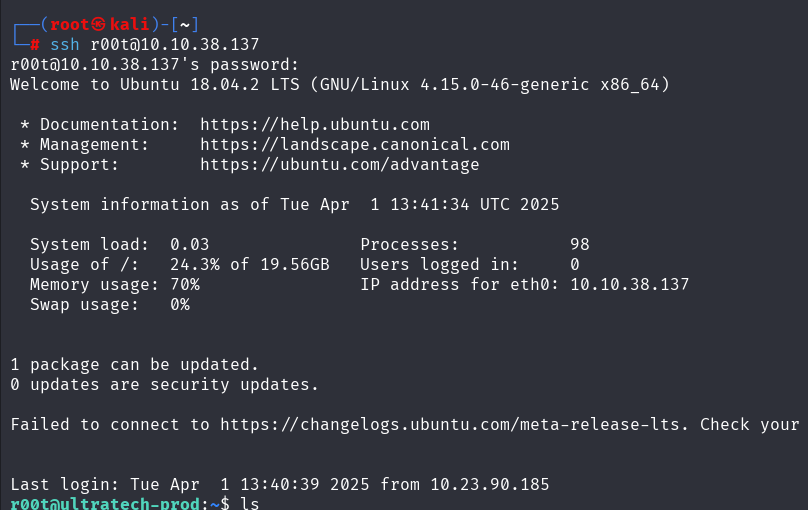 ┌──(root㉿kali)-[~]
└─# ssh r00t@10.10.38.137
r00t@10.10.38.137's password:
Welcome to Ubuntu 18.04.2 LTS (GNU/Linux 4.15.0-46-generic x86_64)
* Documentation:  https://help.ubuntu.com
* Management:     https://landscape.canonical.com
* Support:        https://ubuntu.com/advantage
System information as of Tue Apr  1 13:41:34 UTC 2025
System load:  0.03               Processes:           98
Usage of /:   24.3% of 19.56GB   Users logged in:     0
Memory usage: 70%                IP address for eth0: 10.10.38.137
Swap usage:   0%
1 package can be updated.
0 updates are security updates.
Failed to connect to https://changelogs.ubuntu.com/meta-release-lts. Check your
Last login: Tue Apr  1 13:40:39 2025 from 10.23.90.185
r00t@ultratech-prod:~$ ls